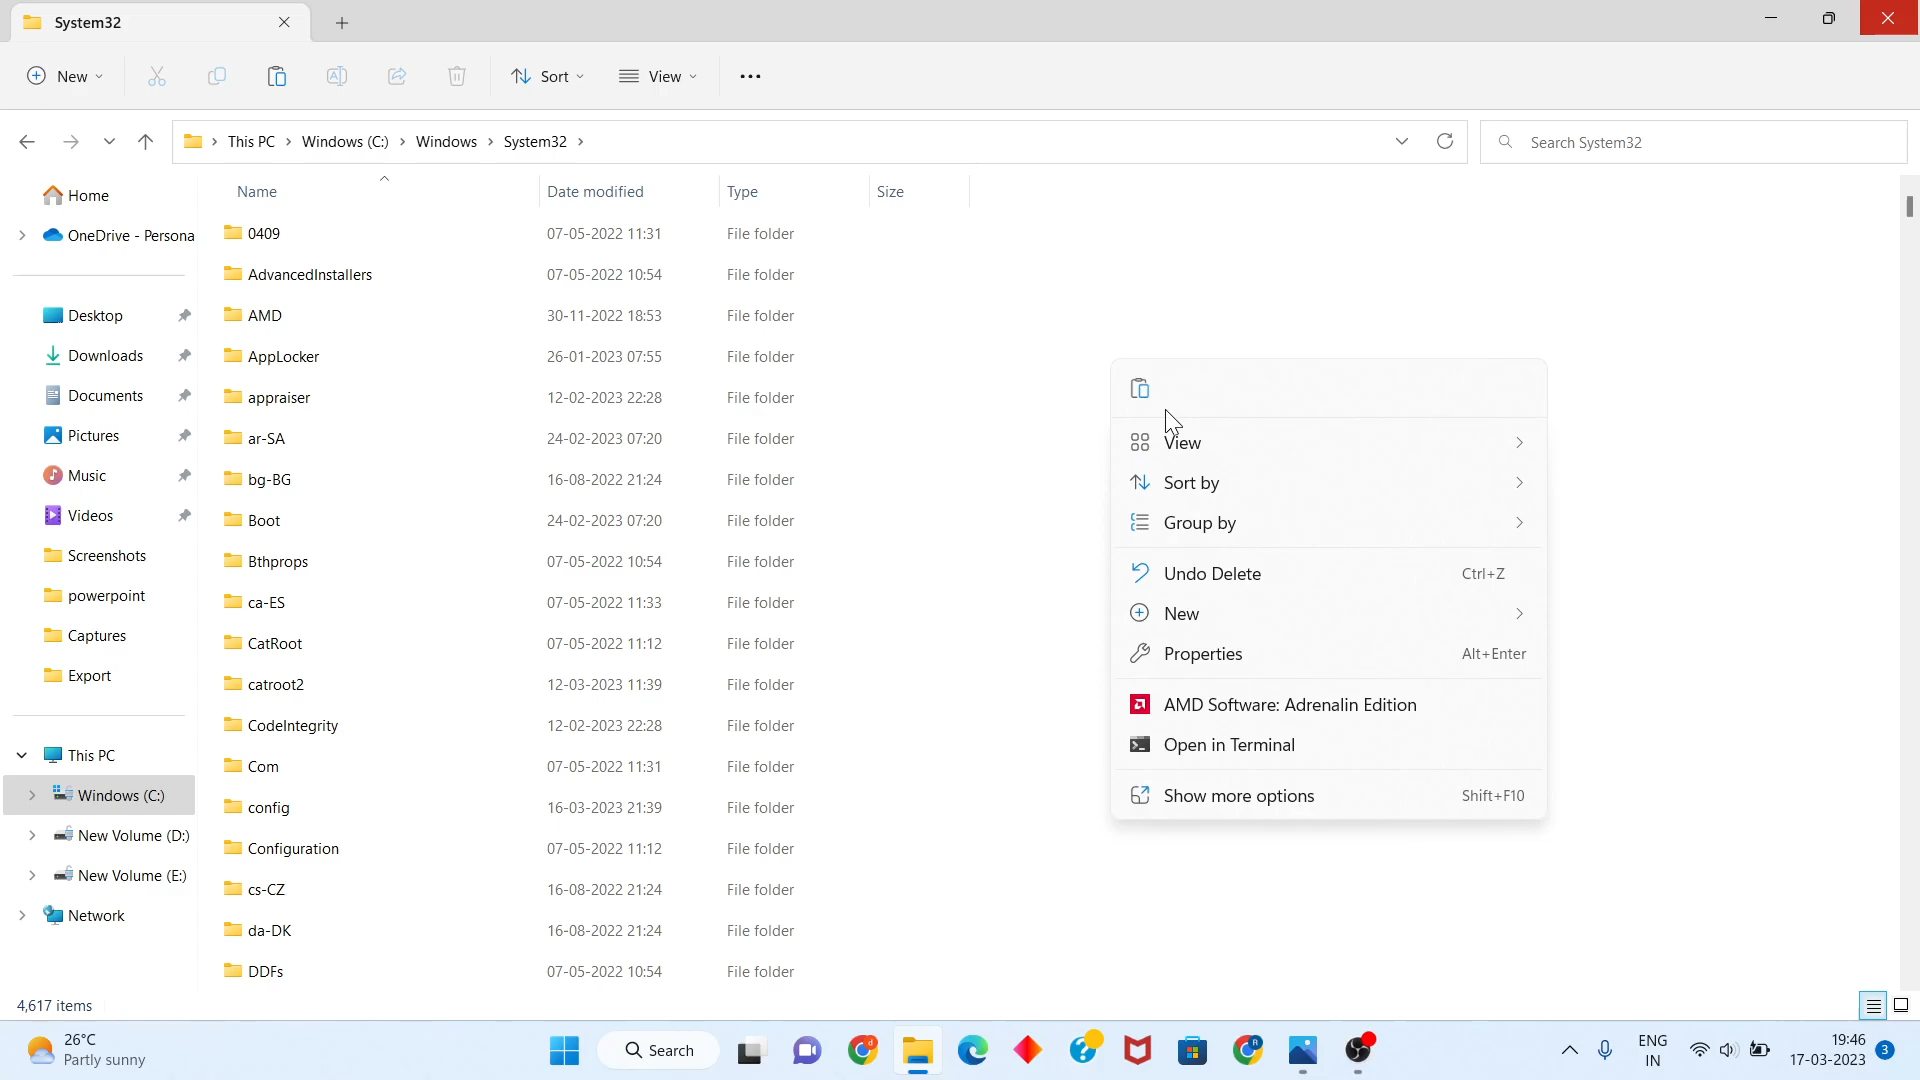 System32
New
Sort
View
This PC
Windows (C:)
Windows
System32
Search System32
Home
OneDrive - Persona
Desktop
Downloads
Documents
Pictures
Music
Videos
Screenshots
powerpoint
Captures
Export
This PC
Windows (C:)
New Volume (D:)
New Volume (E:)
Network
Name Date modified Type Size
0409 07-05-2022 11:31 File folder
AdvancedInstallers 07-05-2022 10:54 File folder
AMD 30-11-2022 18:53 File folder
AppLocker 26-01-2023 07:55 File folder
appraiser 12-02-2023 22:28 File folder
ar-SA 24-02-2023 07:20 File folder
bg-BG 16-08-2022 21:24 File folder
Boot 24-02-2023 07:20 File folder
Bthprops 07-05-2022 10:54 File folder
ca-ES 07-05-2022 11:33 File folder
CatRoot 07-05-2022 11:12 File folder
catroot2 12-03-2023 11:39 File folder
CodeIntegrity 12-02-2023 22:28 File folder
Com 07-05-2022 11:31 File folder
config 16-03-2023 21:39 File folder
Configuration 07-05-2022 11:12 File folder
cs-CZ 16-08-2022 21:24 File folder
da-DK 16-08-2022 21:24 File folder
DDFs 07-05-2022 10:54 File folder
View
Sort by
Group by
Undo Delete Ctrl+Z
New
Properties Alt+Enter
AMD Software: Adrenalin Edition
Open in Terminal
Show more options Shift+F10
4,617 items
26°C
Partly sunny
Search
ENG
IN
19:46
17-03-2023
3